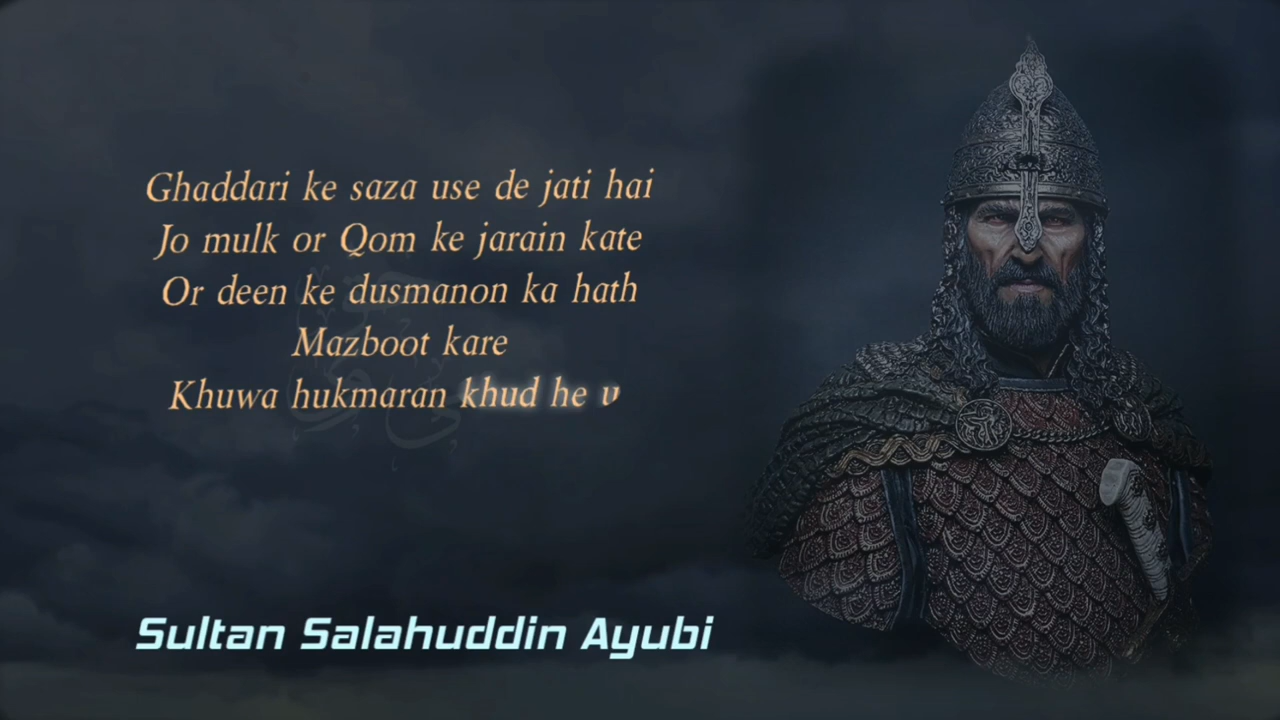 Ghaddari ke saza use de jati hai
Jo mulk or Qom ke jarain kate
Or deen ke dusmanon ka hath
Mazboot kare
Khuwa hukmaran khud he
Sultan Salahuddin Ayubi